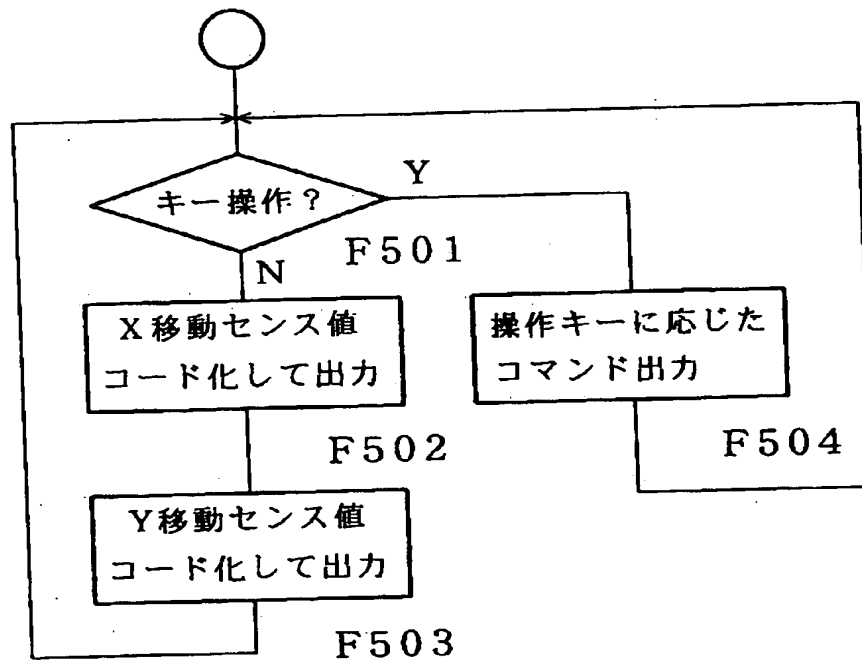 キー操作?
Y
F501
N
X移動センス値
コード化して出力
F502
Y移動センス値
コード化して出力
F503
操作キーに応じた
コマンド出力
F504